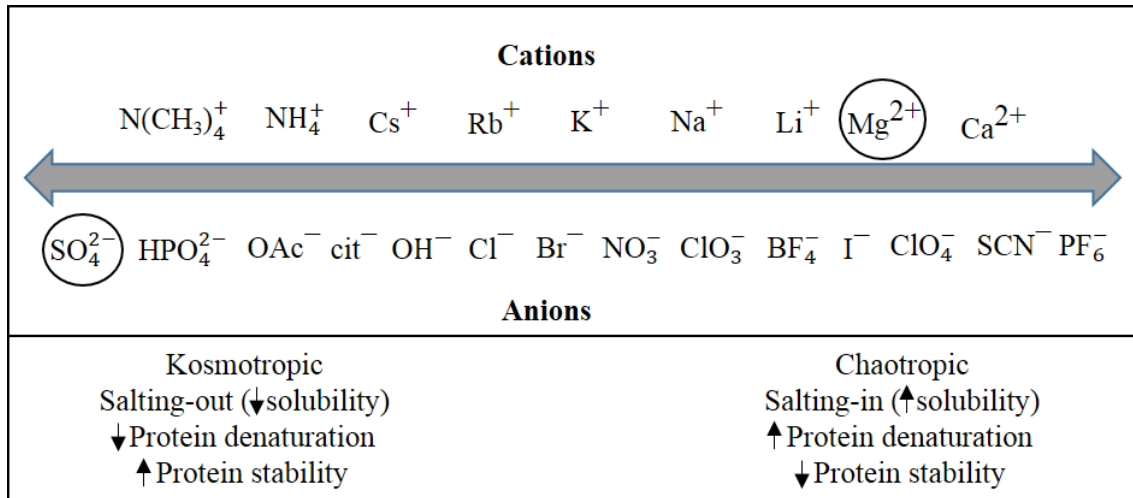 Cations
N(CH₃)₄⁺ NH₄⁺ Cs⁺ Rb⁺ K⁺ Na⁺ Li⁺ Mg²⁺ Ca²⁺
SO₄²⁻ HPO₄²⁻ OAc⁻ cit⁻ OH⁻ Cl⁻ Br⁻ NO₃⁻ ClO₃⁻ BF₄⁻ I⁻ ClO₄⁻ SCN⁻ PF₆⁻
Anions
Kosmotropic
Salting-out (↓solubility)
↓Protein denaturation
↑Protein stability
Chaotropic
Salting-in (↑solubility)
↑Protein denaturation
↓Protein stability